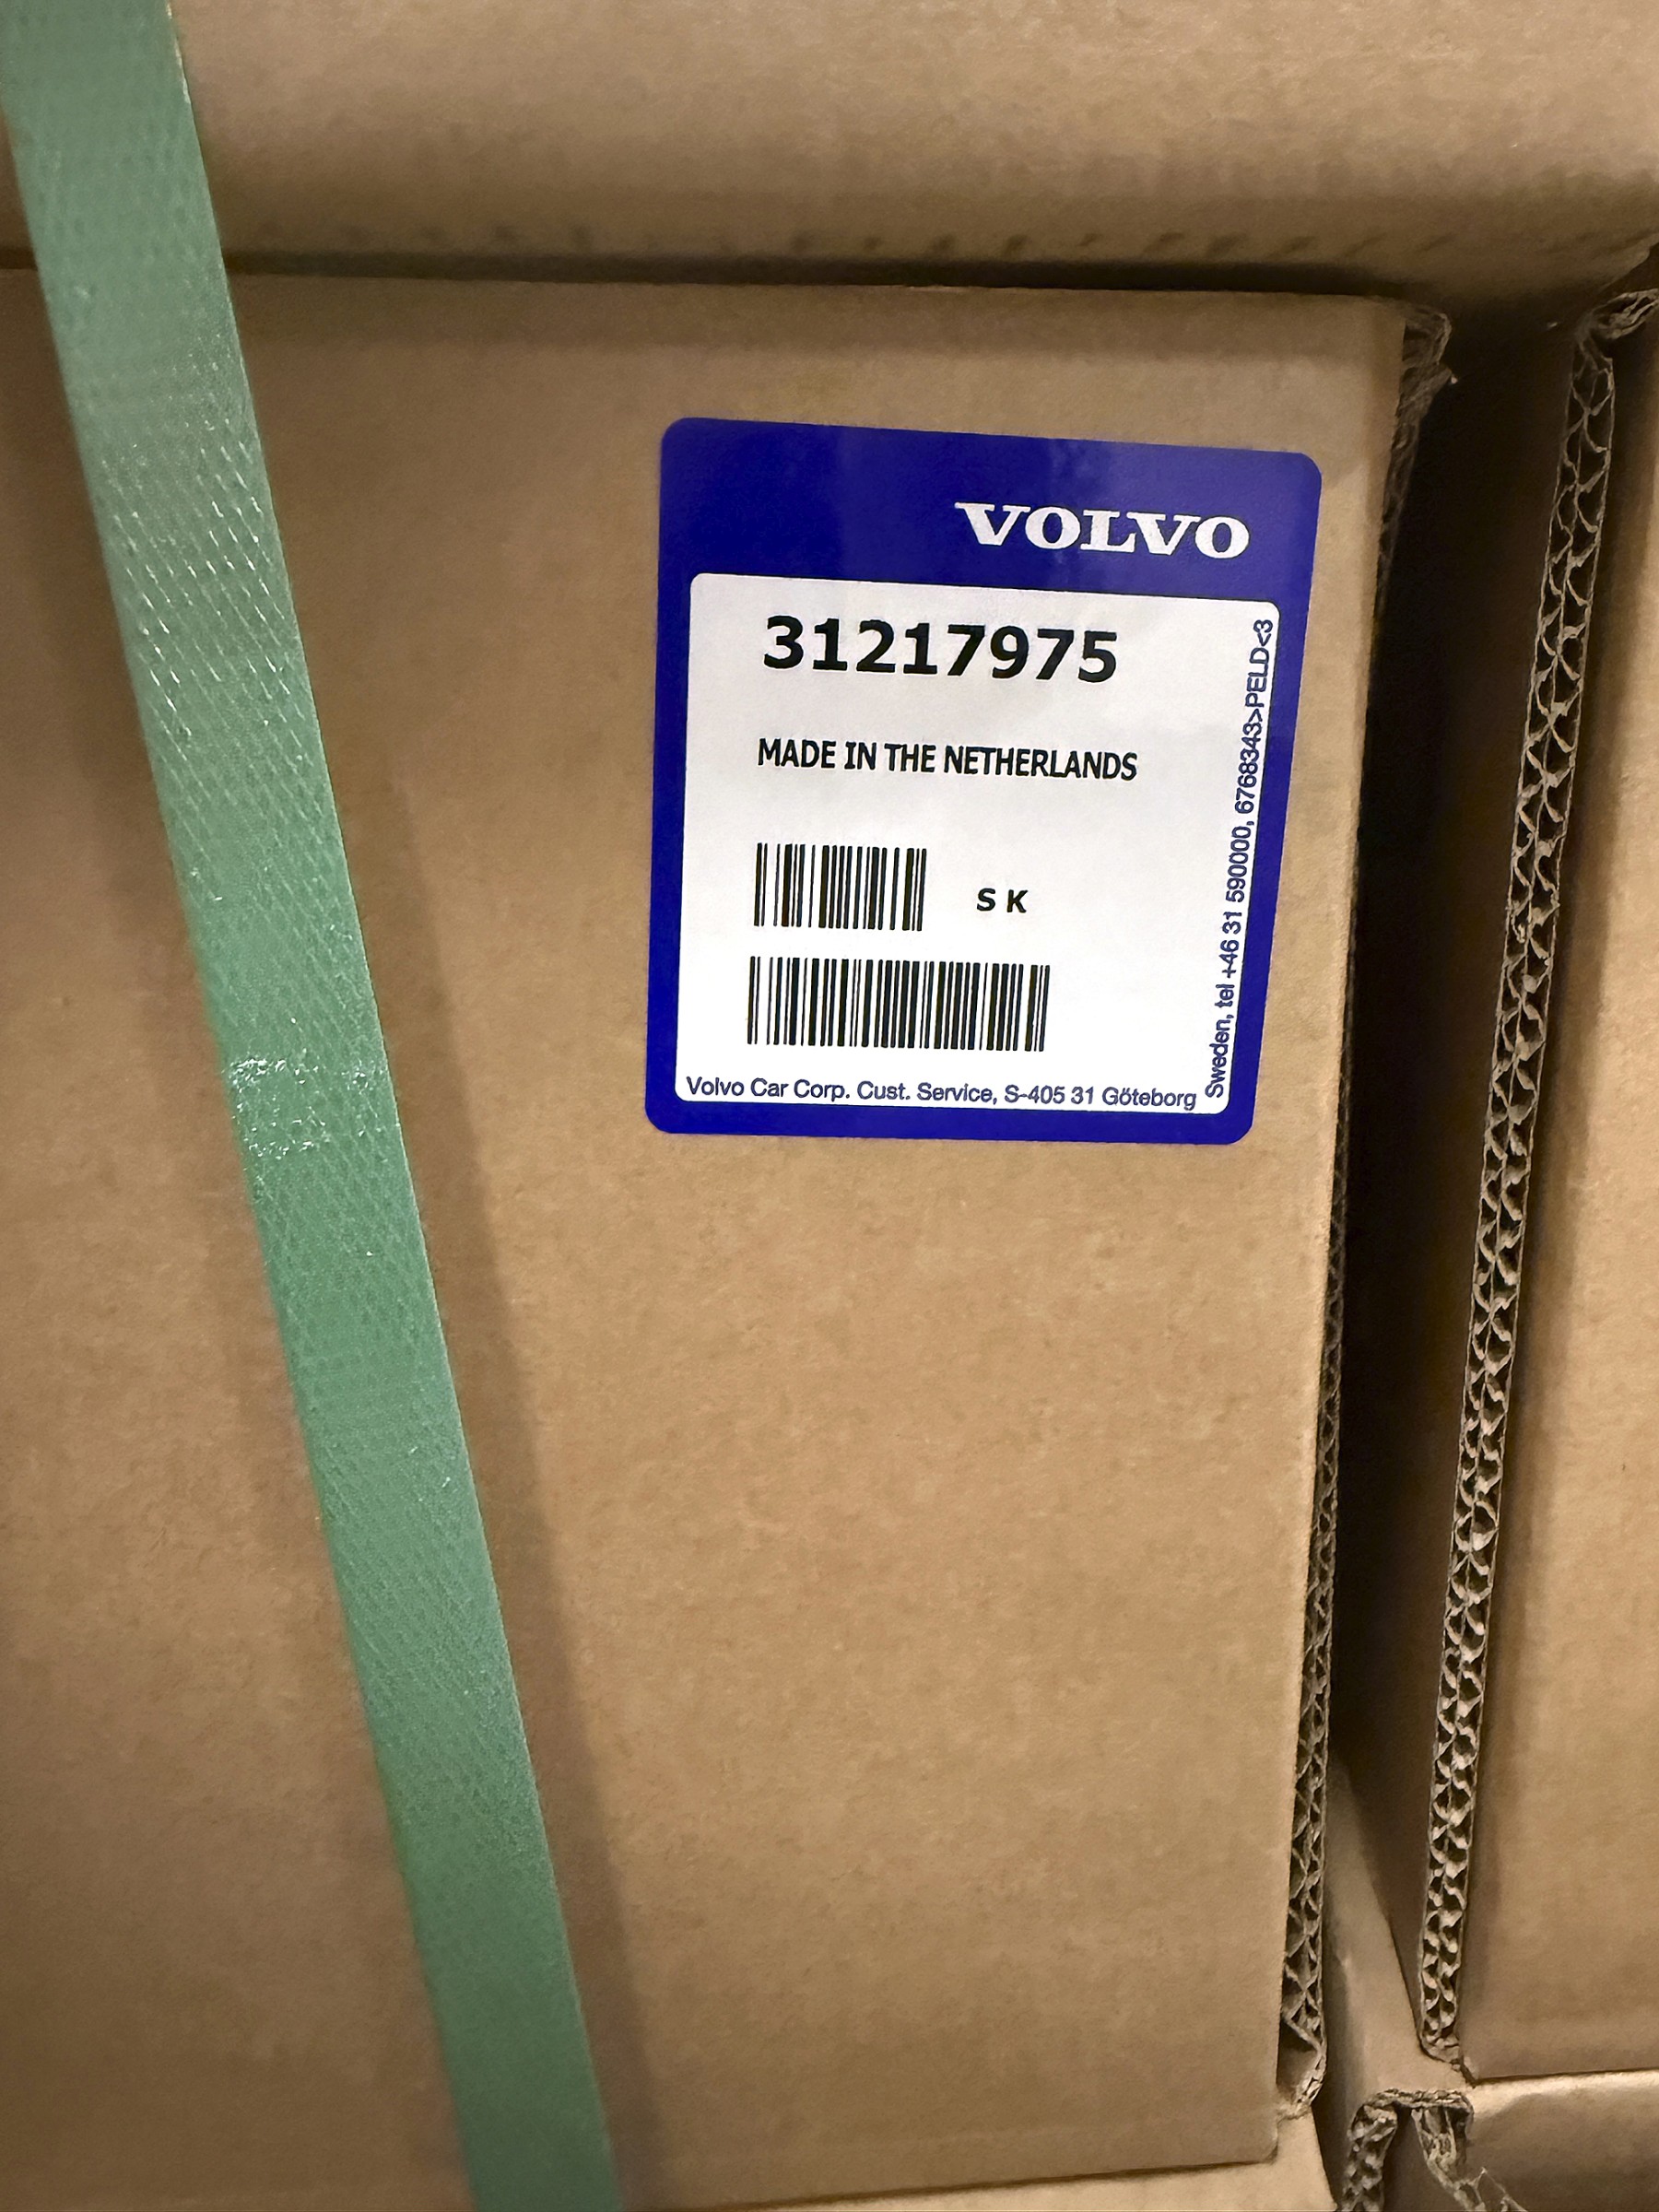 VOLVO
31217975
MADE IN THE NETHERLANDS
S K
Volvo Car Corp. Cust. Service, S-405 31 Göteborg
Sweden, tel +46 31 590000, 6768343>PELD<3